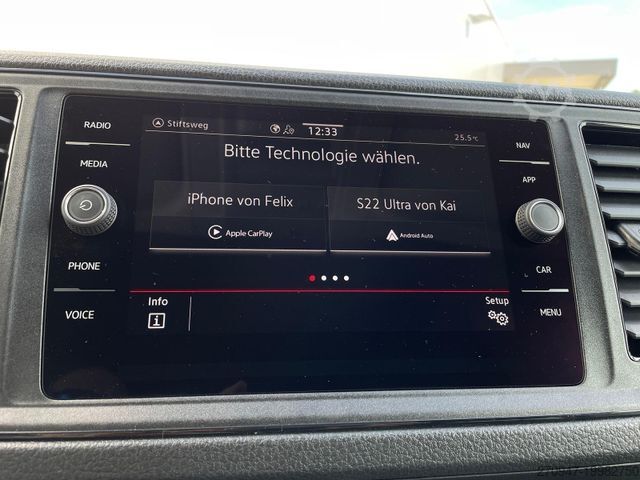 RADIO
MEDIA
PHONE
VOICE
Stiftsweg
12:33
25.5°C
Bitte Technologie wählen.
iPhone von Felix
Apple CarPlay
S22 Ultra von Kai
Android Auto
Info
i
Setup
NAV
APP
CAR
MENU